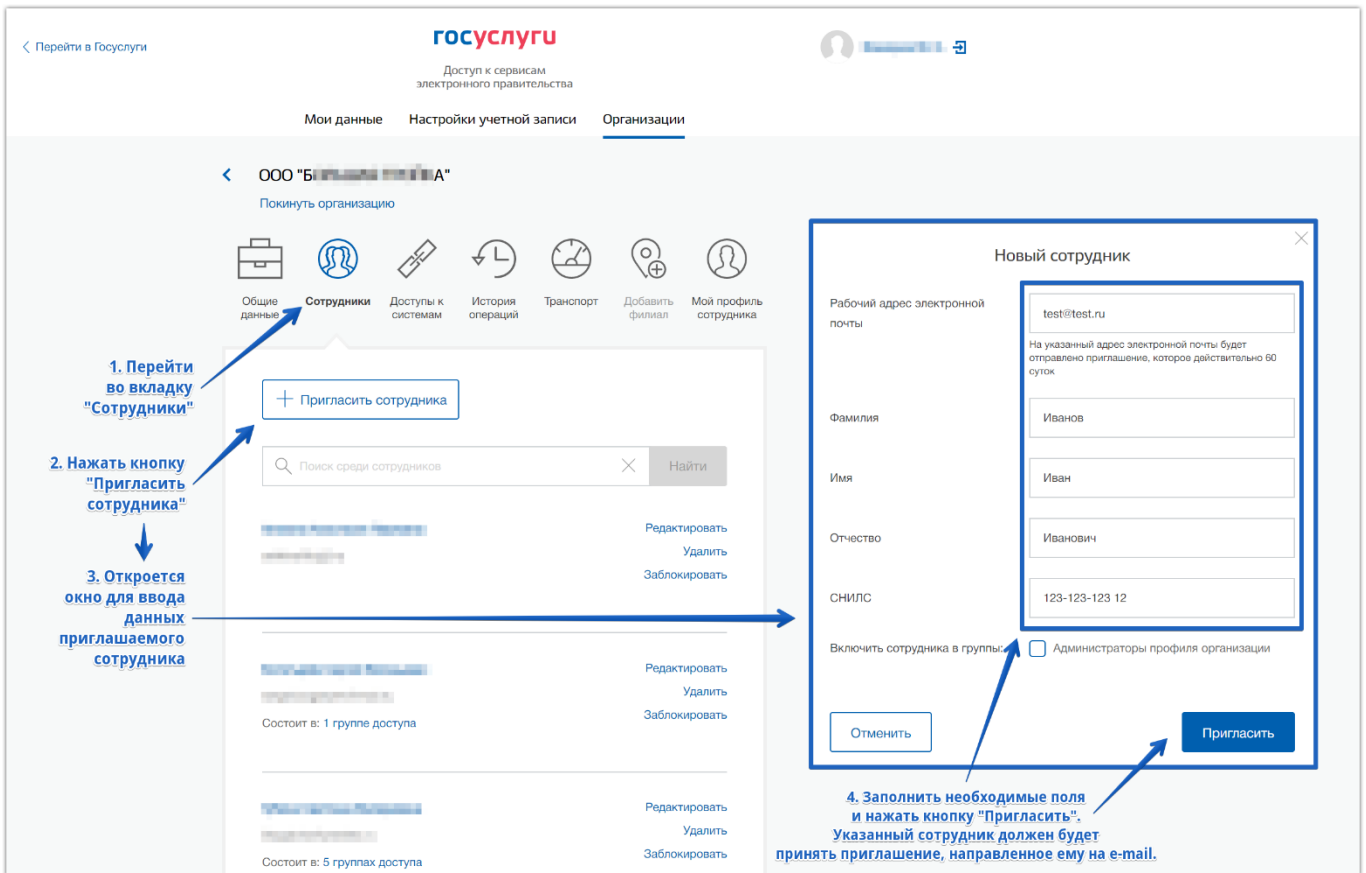 Перейти в Госуслуги
госуслуги
Доступ к сервисам
электронного правительства
Мои данные
Настройки учетной записи
Организации
ООО "Б А"
Покинуть организацию
Общие
данные
Сотрудники
Доступы к
системам
История
операций
Транспорт
Добавить
филиал
Мой профиль
сотрудника
1. Перейти
во вкладку
"Сотрудники"
Пригласить сотрудника
2. Нажать кнопку
"Пригласить
сотрудника"
Поиск среди сотрудников
Найти
Редактировать
Удалить
Заблокировать
3. Откроется
окно для ввода
данных
приглашаемого
сотрудника
Редактировать
Удалить
Состоит в: 1 группе доступа
Заблокировать
Редактировать
Удалить
Состоит в: 5 группах доступа
Заблокировать
Новый сотрудник
Рабочий адрес электронной
почты
test@test.ru
На указанный адрес электронной почты будет
отправлено приглашение, которое действительно 60
суток
Фамилия
Иванов
Имя
Иван
Отчество
Иванович
СНИЛС
123-123-123 12
Включить сотрудника в группы:
Администраторы профиля организации
Отменить
Пригласить
4. Заполнить необходимые поля
и нажать кнопку "Пригласить".
Указанный сотрудник должен будет
принять приглашение, направленное ему на e-mail.